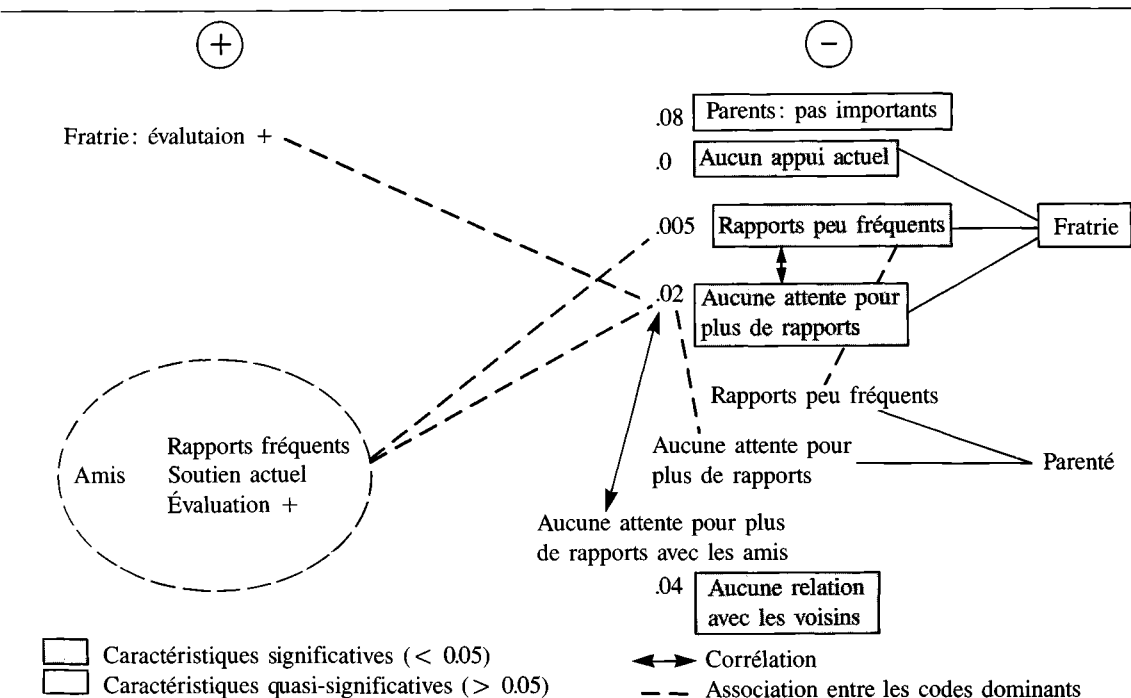 +
−
.08 Parents: pas importants
Fratrie: évalutaion +
.0 Aucun appui actuel
.005 Rapports peu fréquents
Fratrie
.02 Aucune attente pour
plus de rapports
Rapports peu fréquents
Aucune attente pour
plus de rapports
Parenté
Amis
Rapports fréquents
Soutien actuel
Évaluation +
Aucune attente pour plus
de rapports avec les amis
.04 Aucune relation
avec les voisins
Caractéristiques significatives (< 0.05)
Caractéristiques quasi-significatives (> 0.05)
Corrélation
Association entre les codes dominants